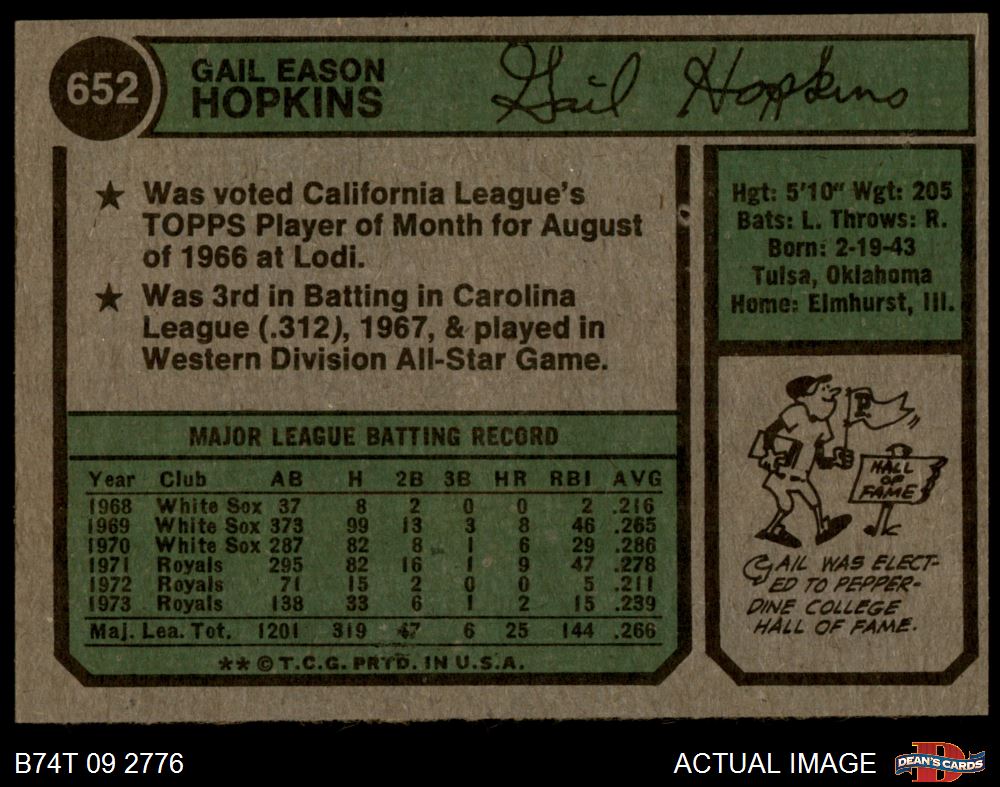 652
GAIL EASON
HOPKINS
Gail Hopkins
★ Was voted California League's
TOPPS Player of Month for August
of 1966 at Lodi.
★ Was 3rd in Batting in Carolina
League (.312), 1967, & played in
Western Division All-Star Game.
Hgt: 5'10" Wgt: 205
Bats: L. Throws: R.
Born: 2-19-43
Tulsa, Oklahoma
Home: Elmhurst, Ill.
MAJOR LEAGUE BATTING RECORD
Year Club AB H 2B 3B HR RBI AVG
1968 White Sox 37 8 2 0 0 2 .216
1969 White Sox 373 99 13 3 8 46 .265
1970 White Sox 287 82 8 1 6 29 .286
1971 Royals 295 82 16 1 9 47 .278
1972 Royals 71 15 2 0 0 5 .211
1973 Royals 138 33 6 1 2 15 .239
Maj. Lea. Tot. 1201 319 47 6 25 144 .266
** © T.C.G. PRTD. IN U.S.A.
P
HALL
OF
FAME
GAIL WAS ELECT-
ED TO PEPPER-
DINE COLLEGE
HALL OF FAME.
B74T 09 2776
ACTUAL IMAGE
D
DEAN'S CARDS